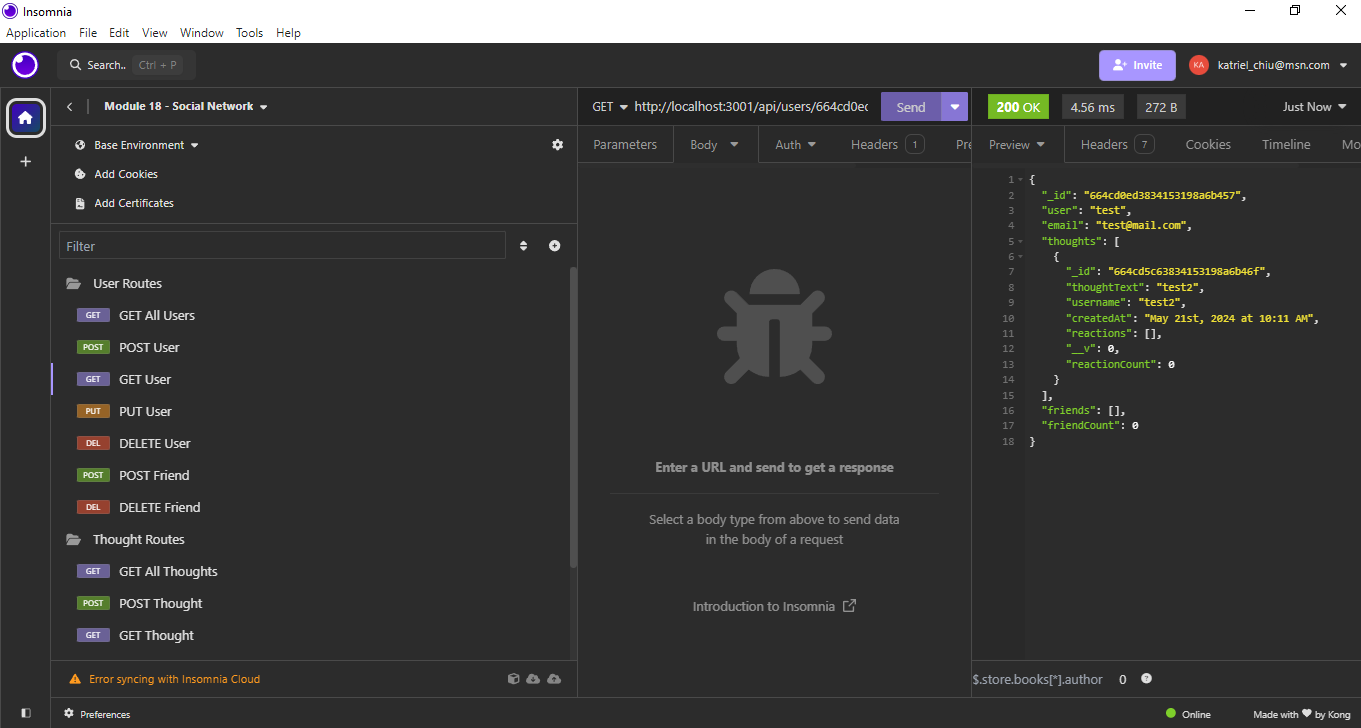 Insomnia
Application File Edit View Window Tools Help
Search.. Ctrl + P
Invite
KA katriel_chiu@msn.com
Module 18 - Social Network
GET http://localhost:3001/api/users/664cd0ec
Send
200 OK 4.56 ms 272 B Just Now
Base Environment
Add Cookies
Add Certificates
Filter
User Routes
GET GET All Users
POST POST User
GET GET User
PUT PUT User
DEL DELETE User
POST POST Friend
DEL DELETE Friend
Thought Routes
GET GET All Thoughts
POST POST Thought
GET GET Thought
Error syncing with Insomnia Cloud
Parameters Body Auth Headers 1 Pre
Enter a URL and send to get a response
Select a body type from above to send data
in the body of a request
Introduction to Insomnia
Preview Headers 7 Cookies Timeline Mo
1 {
2 "_id": "664cd0ed3834153198a6b457",
3 "user": "test",
4 "email": "test@mail.com",
5 "thoughts": [
6 {
7 "_id": "664cd5c63834153198a6b46f",
8 "thoughtText": "test2",
9 "username": "test2",
10 "createdAt": "May 21st, 2024 at 10:11 AM",
11 "reactions": [],
12 "__v": 0,
13 "reactionCount": 0
14 }
15 ],
16 "friends": [],
17 "friendCount": 0
18 }
$.store.books[*].author 0 ?
Preferences
Online Made with ❤ by Kong